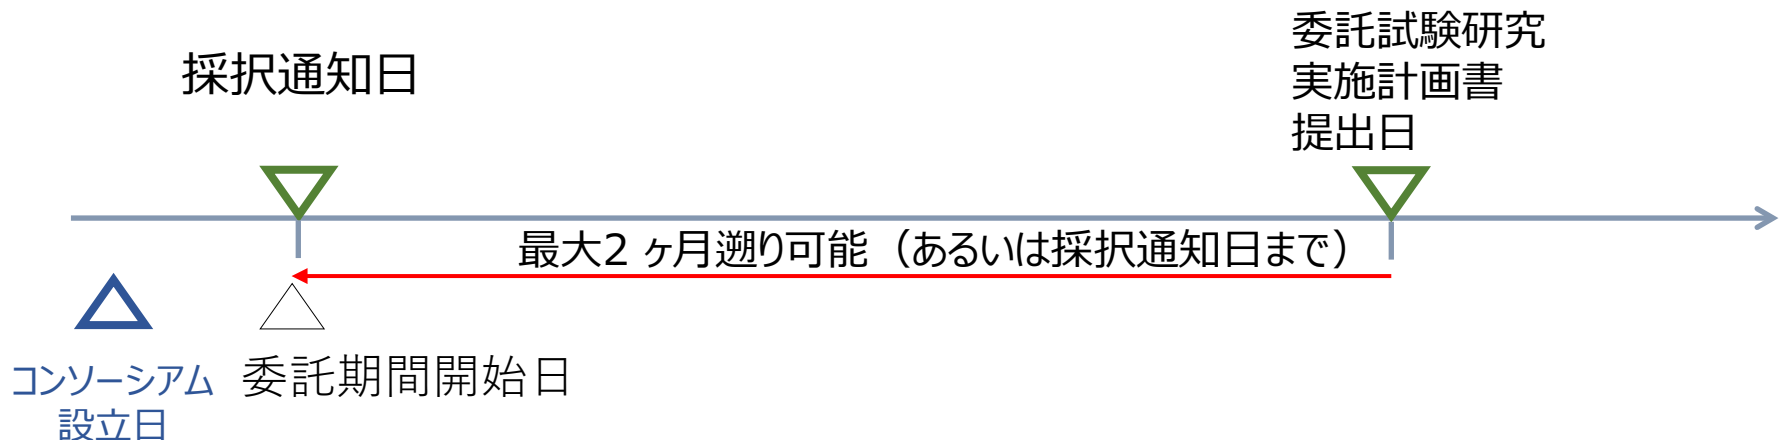 採択通知日
委託試験研究
実施計画書
提出日
最大2ヶ月遡り可能（あるいは採択通知日まで）
コンソーシアム
設立日
委託期間開始日